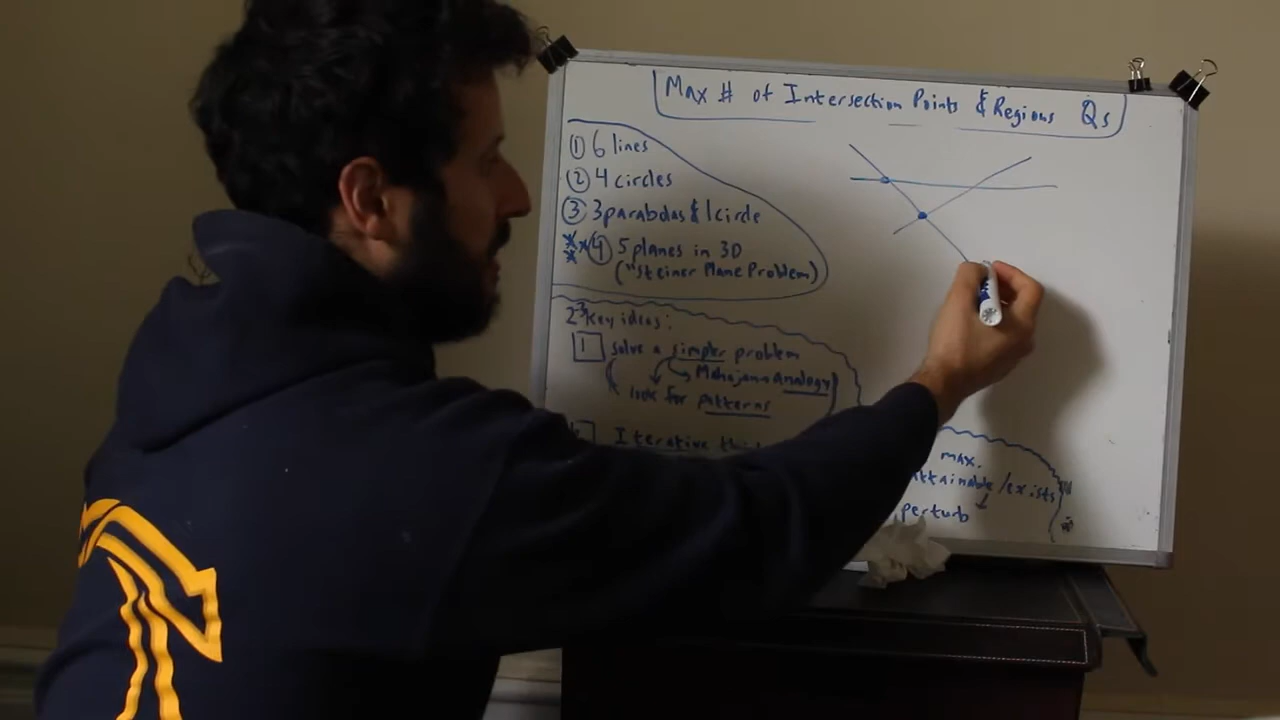 Max # of Intersection Points & Regions Qs
① 6 lines
② 4 circles
③ 3 parabolas & 1 circle
④ 5 planes in 3D
("Steiner Plane Problem)
3 key ideas:
1 Solve a simpler problem
Mahajan Analogy
look for patterns
Iterative
max.
attainable / exists
perturb